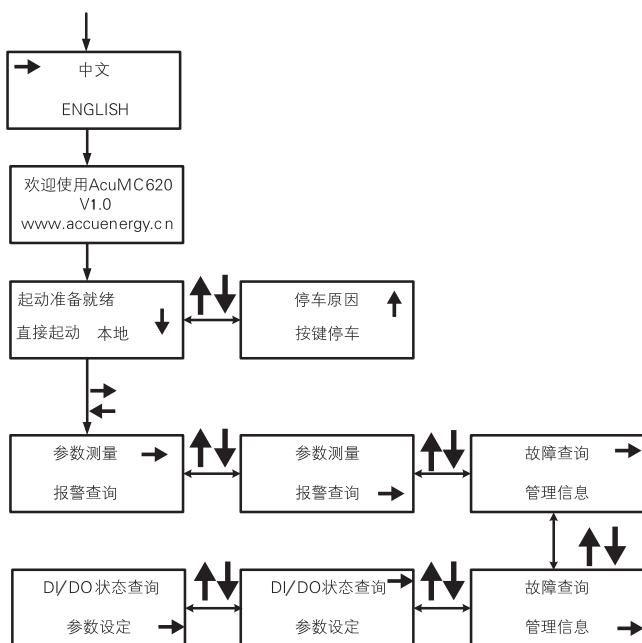 中文
ENGLISH
欢迎使用AcuMC620
V1.0
www.accuenergy.cn
起动准备就绪
直接起动 本地
停车原因
按键停车
参数测量
报警查询
参数测量
报警查询
故障查询
管理信息
DI/DO状态查询
参数设定
DI/DO状态查询
参数设定
故障查询
管理信息